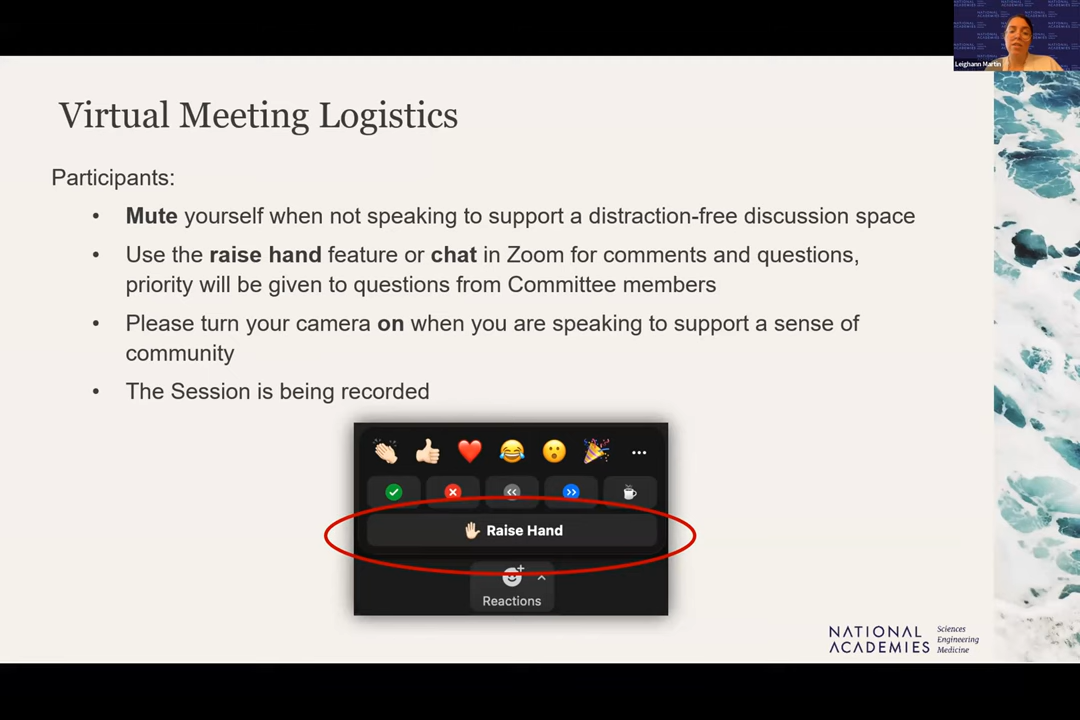 Leighann Martin
Virtual Meeting Logistics
Participants:
• Mute yourself when not speaking to support a distraction-free discussion space
• Use the raise hand feature or chat in Zoom for comments and questions,
priority will be given to questions from Committee members
• Please turn your camera on when you are speaking to support a sense of
community
• The Session is being recorded
Raise Hand
Reactions
NATIONAL
ACADEMIES
Sciences
Engineering
Medicine